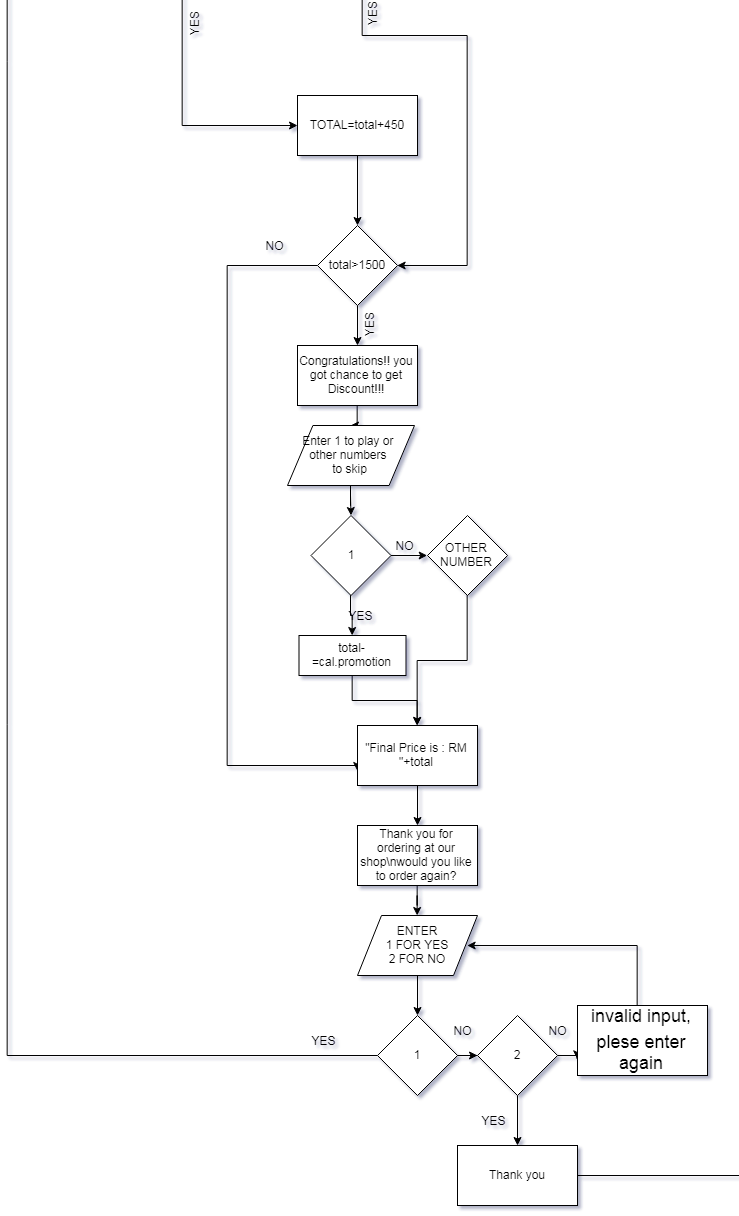 YES
YES
TOTAL=total+450
NO
total>1500
YES
Congratulations!! you
got chance to get
Discount!!!
Enter 1 to play or
other numbers
to skip
1
NO
OTHER
NUMBER
YES
total-
=cal.promotion
"Final Price is : RM
"+total
Thank you for
ordering at our
shop\nwould you like
to order again?
ENTER
1 FOR YES
2 FOR NO
invalid input,
plese enter
again
YES
1
NO
2
NO
YES
Thank you